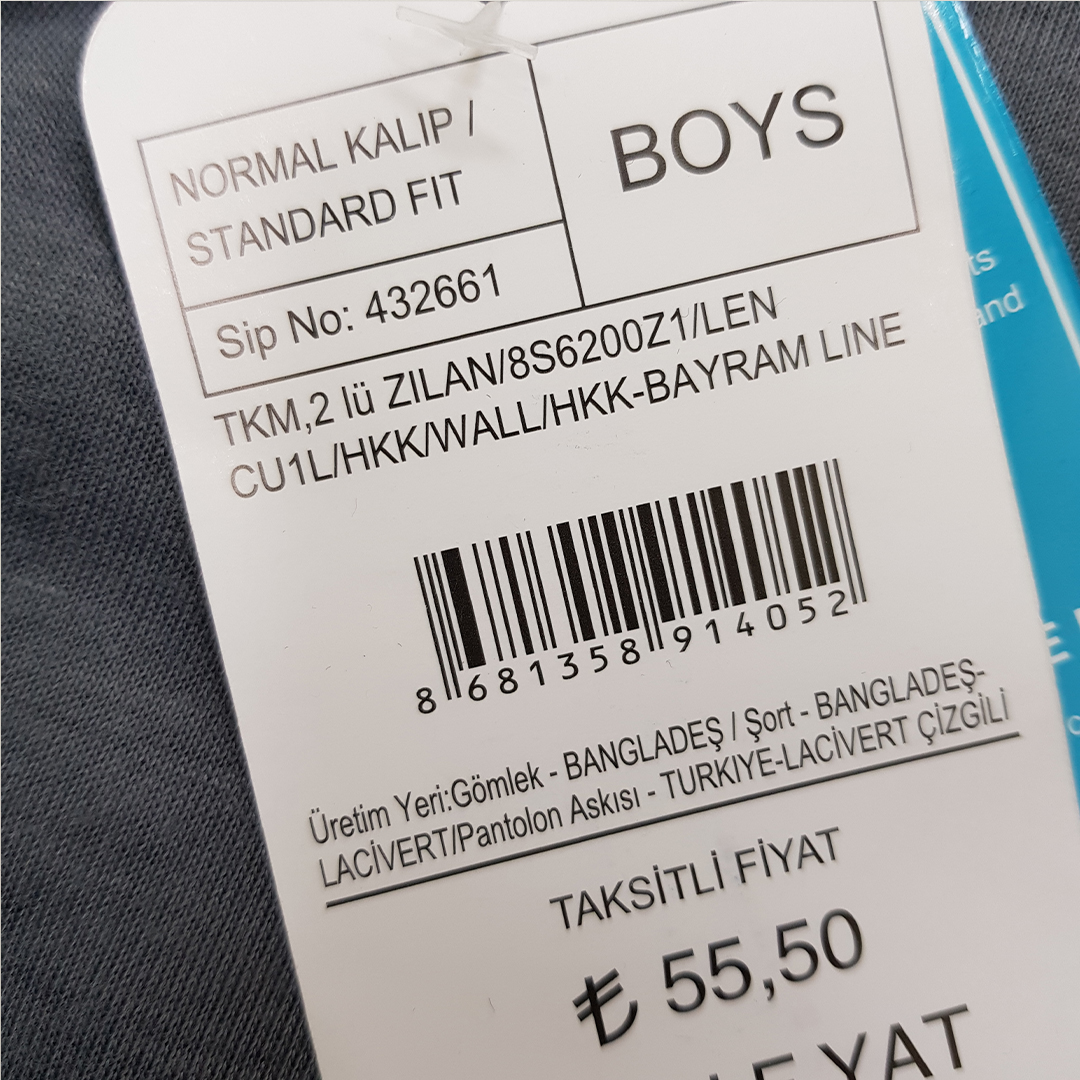 NORMAL KALIP /
STANDARD FIT
BOYS
Sip No: 432661
TKM,2 lü ZILAN/8S6200Z1/LEN
CU1L/HKK/WALL/HKK-BAYRAM LINE
8 681358 914052
Üretim Yeri:Gömlek - BANGLADEŞ / Şort - BANGLADEŞ-
LACİVERT/Pantolon Askısı - TURKIYE-LACİVERT ÇİZGİLİ
TAKSİTLİ FİYAT
₺ 55,50